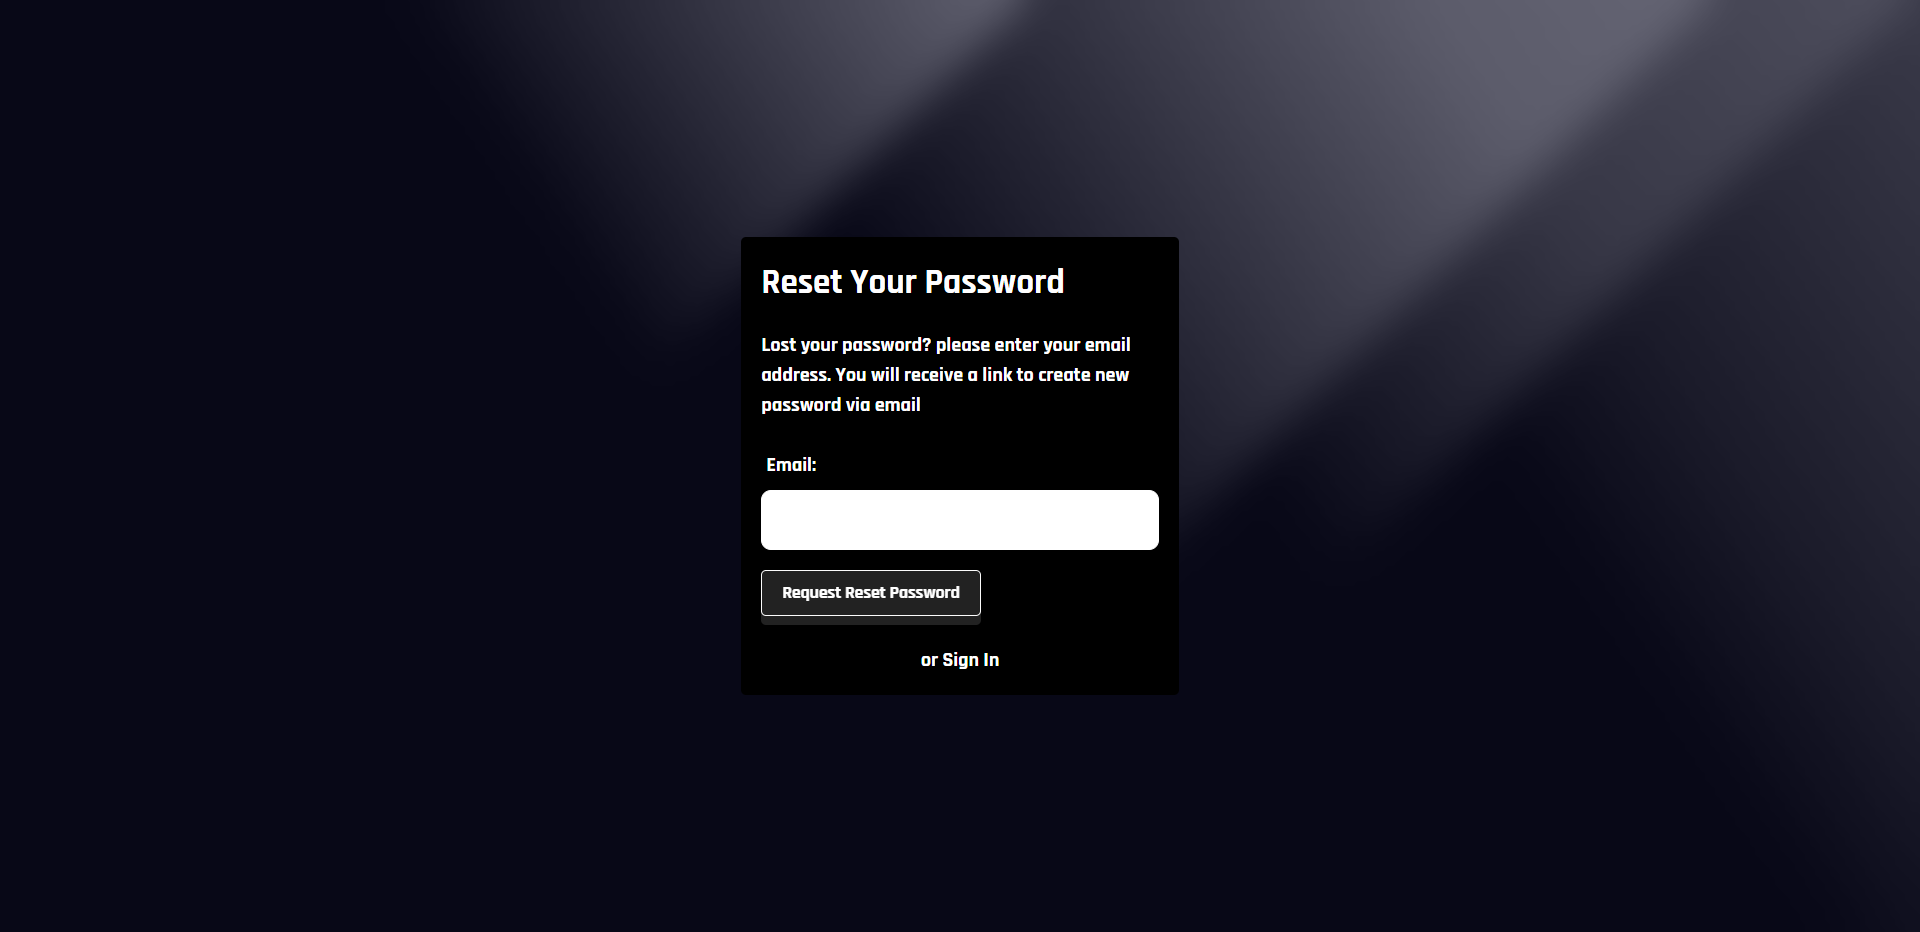 Reset Your Password
Lost your password? please enter your email
address. You will receive a link to create new
password via email
Email:
Request Reset Password
or Sign In